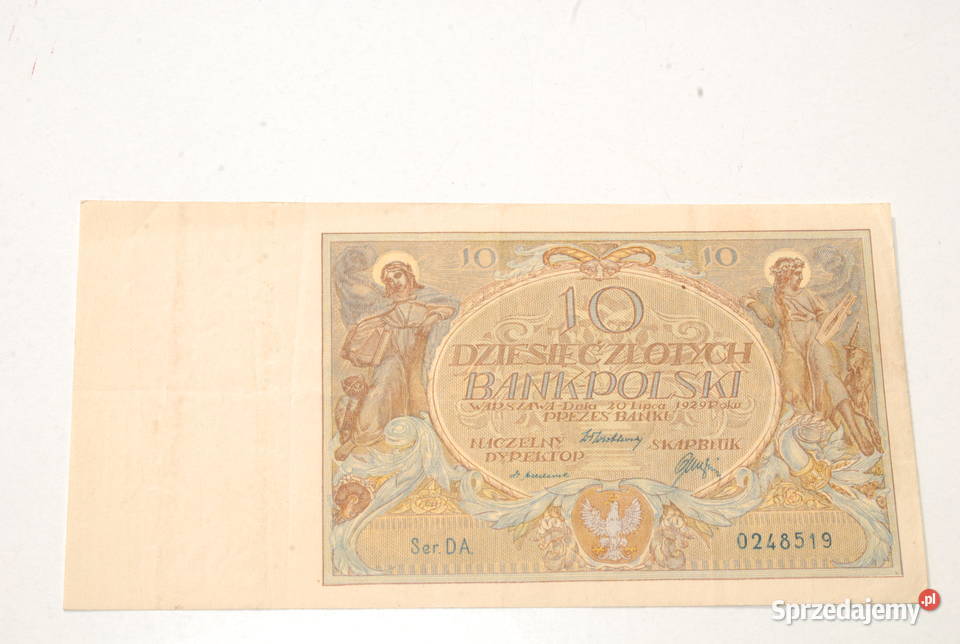 10 10
10
DZIESIĘĆ ZŁOTYCH
BANK-POLSKI
WARSZAWA-Dnia 20 Lipca 1929 Roku
PREZES BANKU
NACZELNY SKARBNIK
DYREKTOR
Ser. DA. 0248519
Sprzedajemy.pl